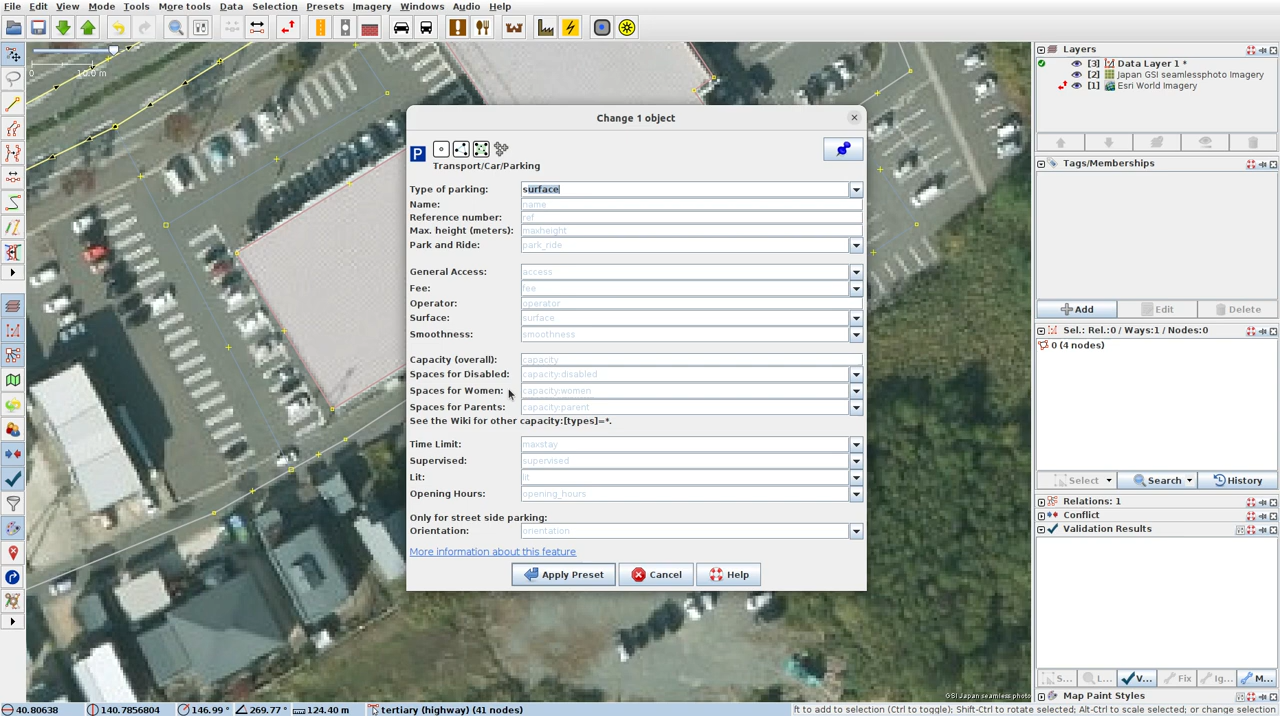 File Edit View Mode Tools More tools Data Selection Presets Imagery Windows Audio Help
0 10.0 m
Change 1 object
P
Transport/Car/Parking
Type of parking: surface
Name: name
Reference number: ref
Max. height (meters): maxheight
Park and Ride: park_ride
General Access: access
Fee: fee
Operator: operator
Surface: surface
Smoothness: smoothness
Capacity (overall): capacity
Spaces for Disabled: capacity:disabled
Spaces for Women: capacity:women
Spaces for Parents: capacity:parent
See the Wiki for other capacity:[types]=*.
Time Limit: maxstay
Supervised: supervised
Lit: lit
Opening Hours: opening_hours
Only for street side parking:
Orientation: orientation
More information about this feature
Apply Preset Cancel Help
Layers
[3] Data Layer 1 *
[2] Japan GSI seamlessphoto Imagery
[1] Esri World Imagery
Tags/Memberships
Add Edit Delete
Sel.: Rel.:0 / Ways:1 / Nodes:0
0 (4 nodes)
Select Search History
Relations: 1
Conflict
Validation Results
S... L... V... Fix Ig... M...
Map Paint Styles
GSI Japan seamless photo
40.80638 140.7856804 146.99 ° 269.77 ° 124.40 m tertiary (highway) (41 nodes) ft to add to selection (Ctrl to toggle); Shift-Ctrl to rotate selected; Alt-Ctrl to scale selected; or change selection